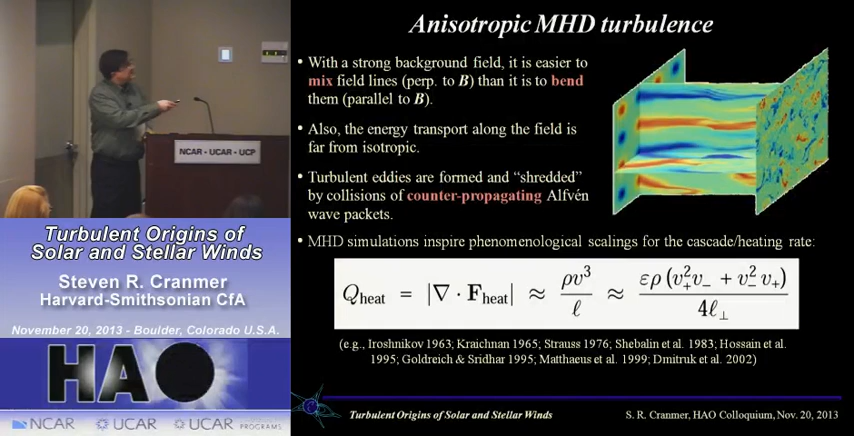 NCAR • UCAR • UCP
Turbulent Origins of
Solar and Stellar Winds
Steven R. Cranmer
Harvard-Smithsonian CfA
November 20, 2013 - Boulder, Colorado U.S.A.
HAO
NCAR UCAR UCAR PROGRAMS
Anisotropic MHD turbulence
• With a strong background field, it is easier to
mix field lines (perp. to B) than it is to bend
them (parallel to B).
• Also, the energy transport along the field is
far from isotropic.
• Turbulent eddies are formed and “shredded”
by collisions of counter-propagating Alfvén
wave packets.
• MHD simulations inspire phenomenological scalings for the cascade/heating rate:
Q_heat = |∇ · F_heat| ≈ ρv³/ℓ ≈ ερ(v₊²v₋ + v₋²v₊)/4ℓ⊥
(e.g., Iroshnikov 1963; Kraichnan 1965; Strauss 1976; Shebalin et al. 1983; Hossain et al.
1995; Goldreich & Sridhar 1995; Matthaeus et al. 1999; Dmitruk et al. 2002)
Turbulent Origins of Solar and Stellar Winds
S. R. Cranmer, HAO Colloquium, Nov. 20, 2013